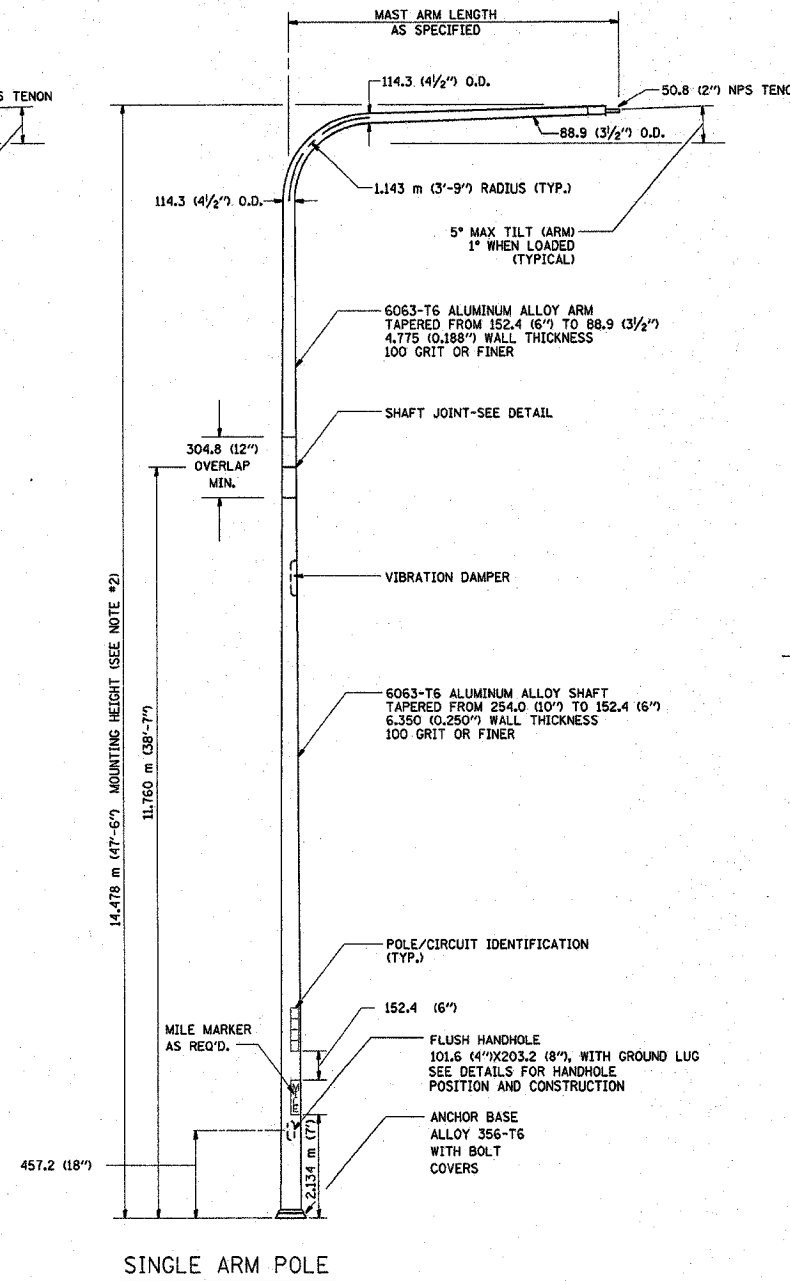 MAST ARM LENGTH
AS SPECIFIED
S TENON
114.3 (4 1/2") O.D.
50.8 (2") NPS TENO
88.9 (3 1/2") O.D.
1.143 m (3'-9") RADIUS (TYP.)
114.3 (4 1/2") O.D.
5° MAX TILT (ARM)
1° WHEN LOADED
(TYPICAL)
6063-T6 ALUMINUM ALLOY ARM
TAPERED FROM 152.4 (6") TO 88.9 (3 1/2")
4.775 (0.188") WALL THICKNESS
100 GRIT OR FINER
SHAFT JOINT-SEE DETAIL
304.8 (12")
OVERLAP
MIN.
VIBRATION DAMPER
14.478 m (47'-6") MOUNTING HEIGHT (SEE NOTE #2)
11.760 m (38'-7")
6063-T6 ALUMINUM ALLOY SHAFT
TAPERED FROM 254.0 (10") TO 152.4 (6")
6.350 (0.250") WALL THICKNESS
100 GRIT OR FINER
POLE/CIRCUIT IDENTIFICATION
(TYP.)
152.4 (6")
MILE MARKER
AS REQ'D.
FLUSH HANDHOLE
101.6 (4")X203.2 (8"), WITH GROUND LUG
SEE DETAILS FOR HANDHOLE
POSITION AND CONSTRUCTION
ANCHOR BASE
ALLOY 356-T6
WITH BOLT
COVERS
457.2 (18")
2.134 m (7')
SINGLE ARM POLE